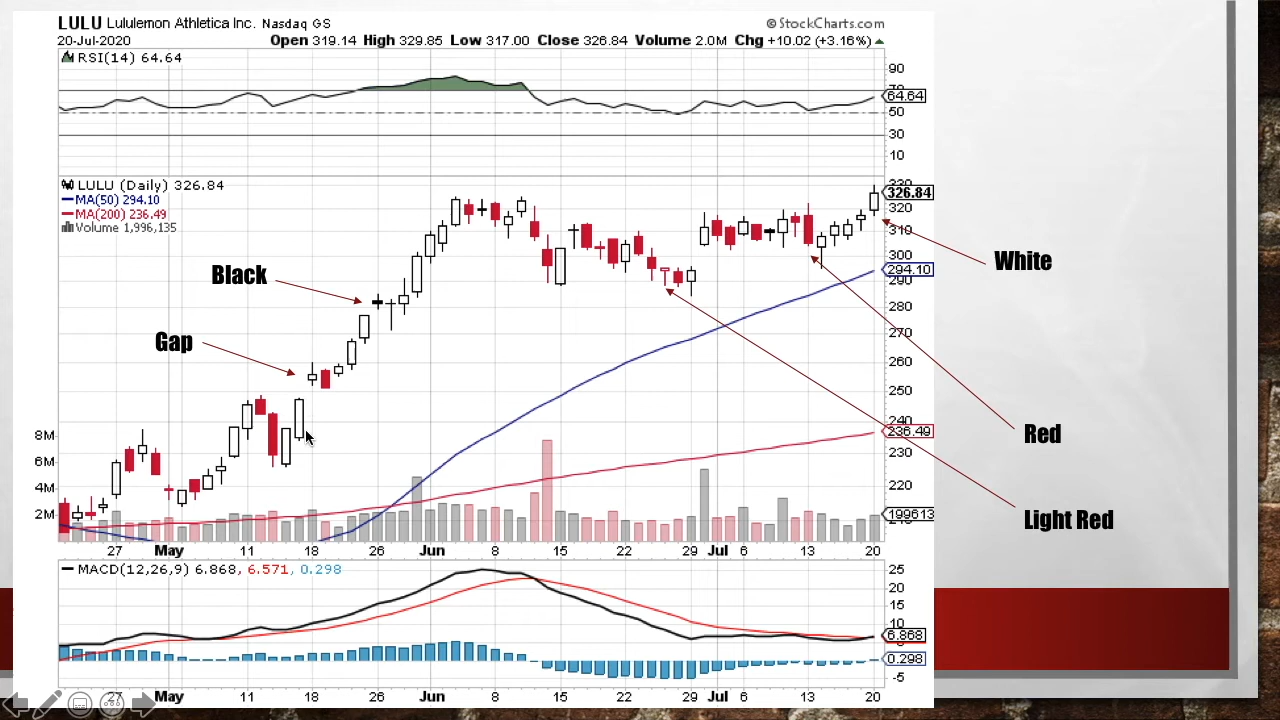 LULU Lululemon Athletica Inc. Nasdaq GS
© StockCharts.com
20-Jul-2020
Open 319.14 High 329.85 Low 317.00 Close 326.84 Volume 2.0M Chg +10.02 (+3.16%)
RSI(14) 64.64
90
70
64.64
50
30
10
LULU (Daily) 326.84
MA(50) 294.10
MA(200) 236.49
Volume 1,996,135
330
326.84
320
310
300
294.10
290
280
270
260
250
240
236.49
230
220
210
8M
6M
4M
2M
Black
Gap
White
Red
Light Red
27 May 11 18 26 Jun 8 15 22 29 Jul 6 13 20
MACD(12,26,9) 6.868, 6.571, 0.298
25
20
15
10
6.868
0.298
-5
27 May 11 18 26 Jun 8 15 22 29 Jul 6 13 20